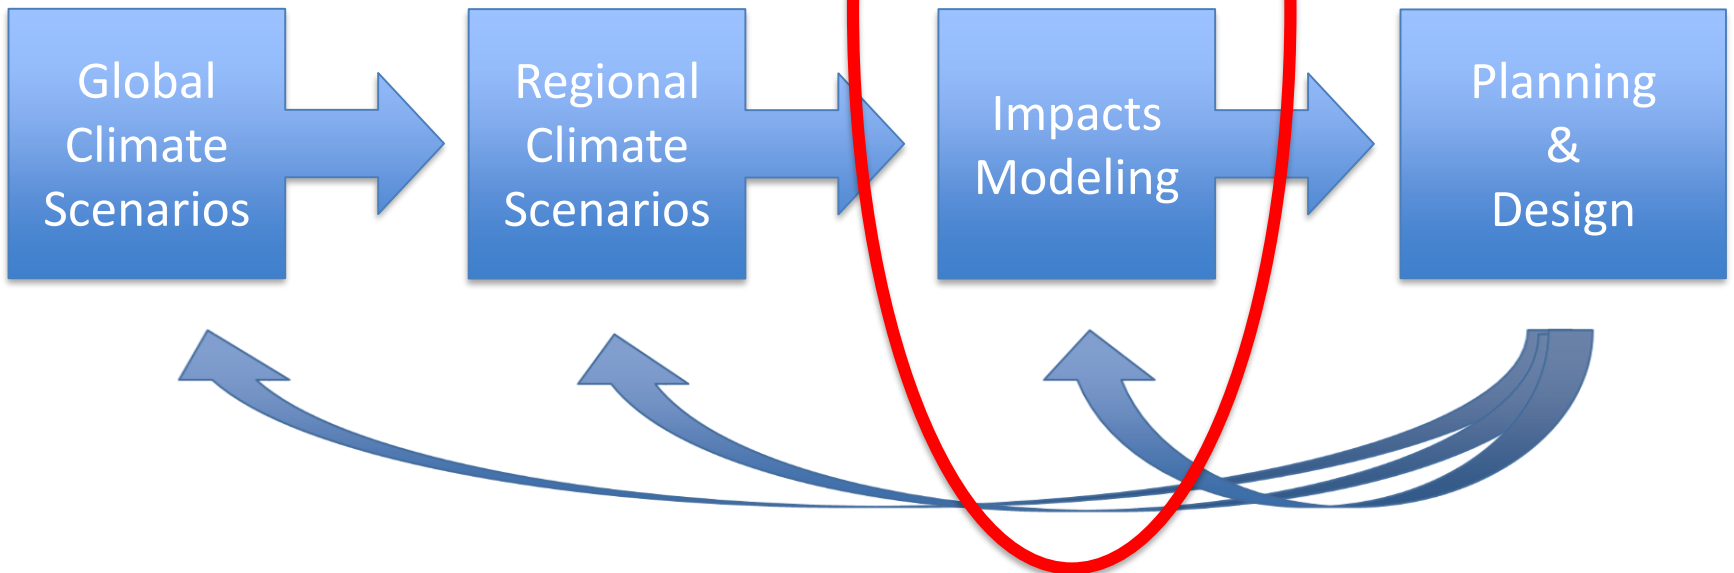 Global
Climate
Scenarios
Regional
Climate
Scenarios
Impacts
Modeling
Planning
&
Design